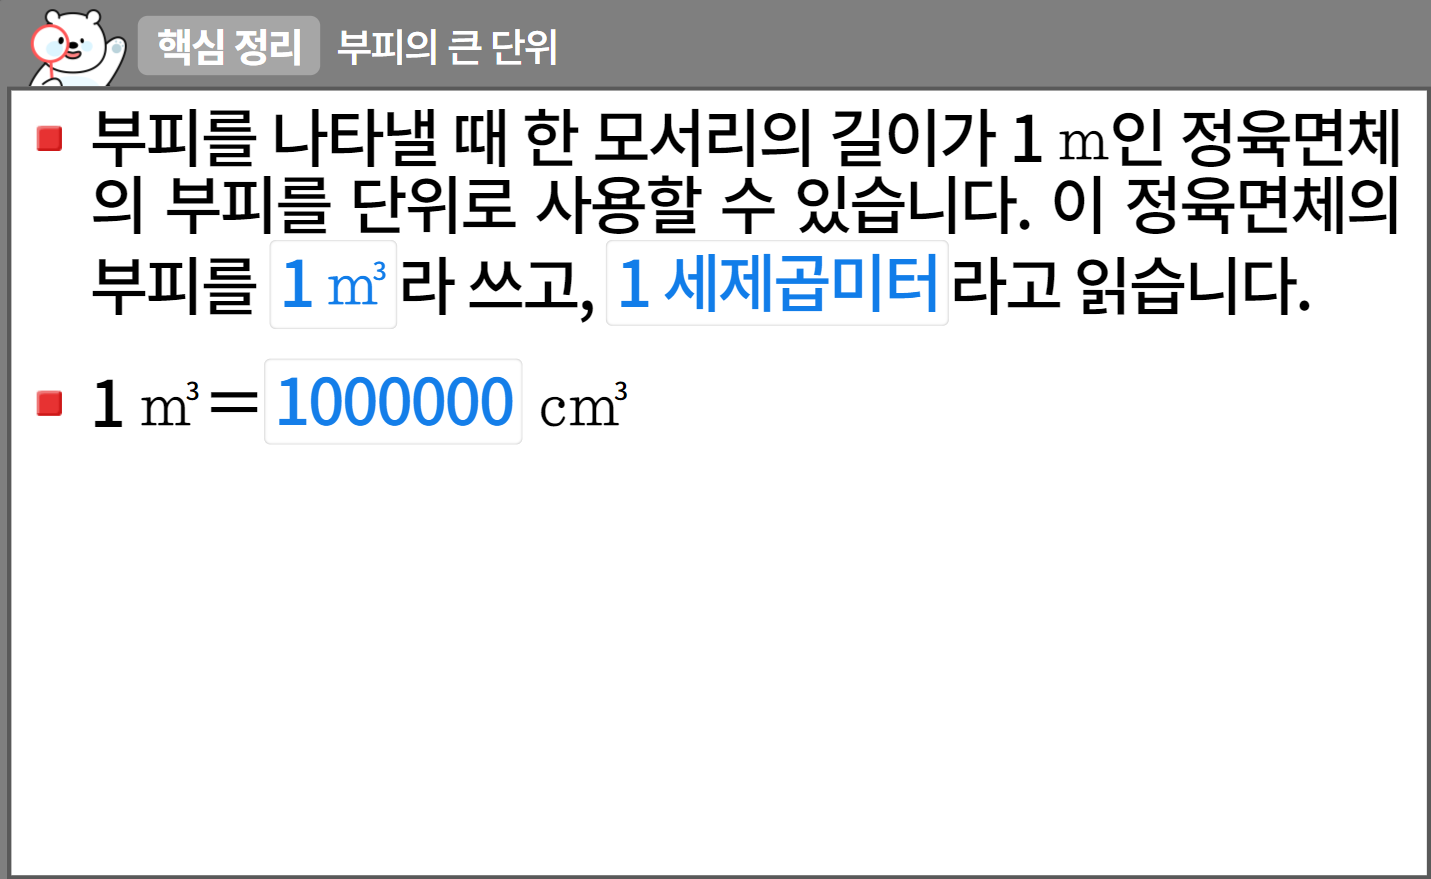 핵심 정리 부피의 큰 단위
부피를 나타낼 때 한 모서리의 길이가 1 m인 정육면체
의 부피를 단위로 사용할 수 있습니다. 이 정육면체의
부피를 1 m³라 쓰고, 1 세제곱미터라고 읽습니다.
1 m³=1000000 cm³